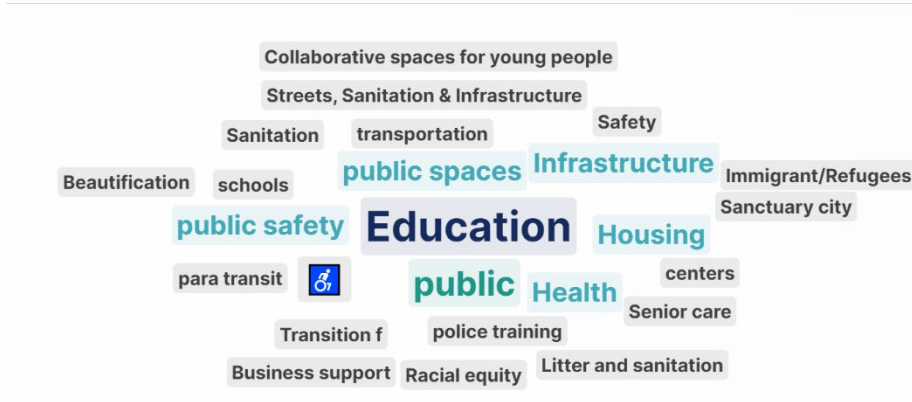 Collaborative spaces for young people
Streets, Sanitation & Infrastructure
Safety
Sanitation
transportation
public spaces
Infrastructure
Immigrant/Refugees
Beautification
schools
Sanctuary city
public safety
Education
Housing
para transit
public
Health
centers
Senior care
Transition f
police training
Business support
Racial equity
Litter and sanitation